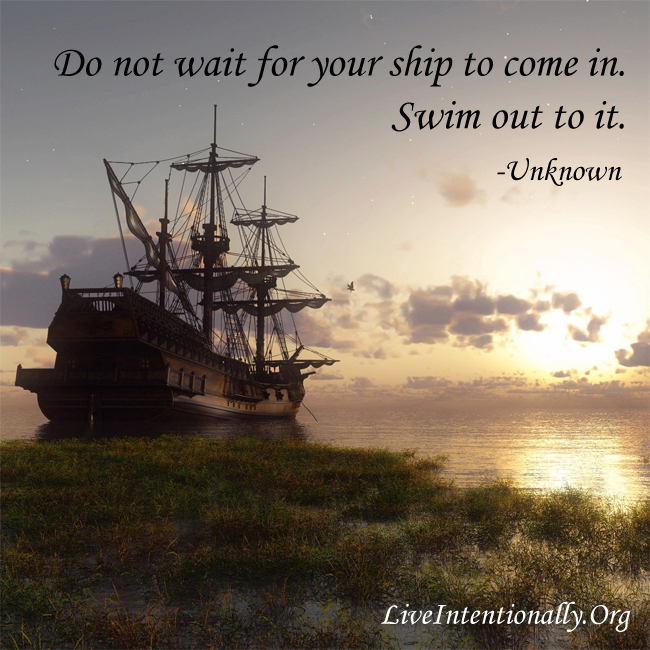 Do not wait for your ship to come in.
Swim out to it.
-Unknown
LiveIntentionally.Org